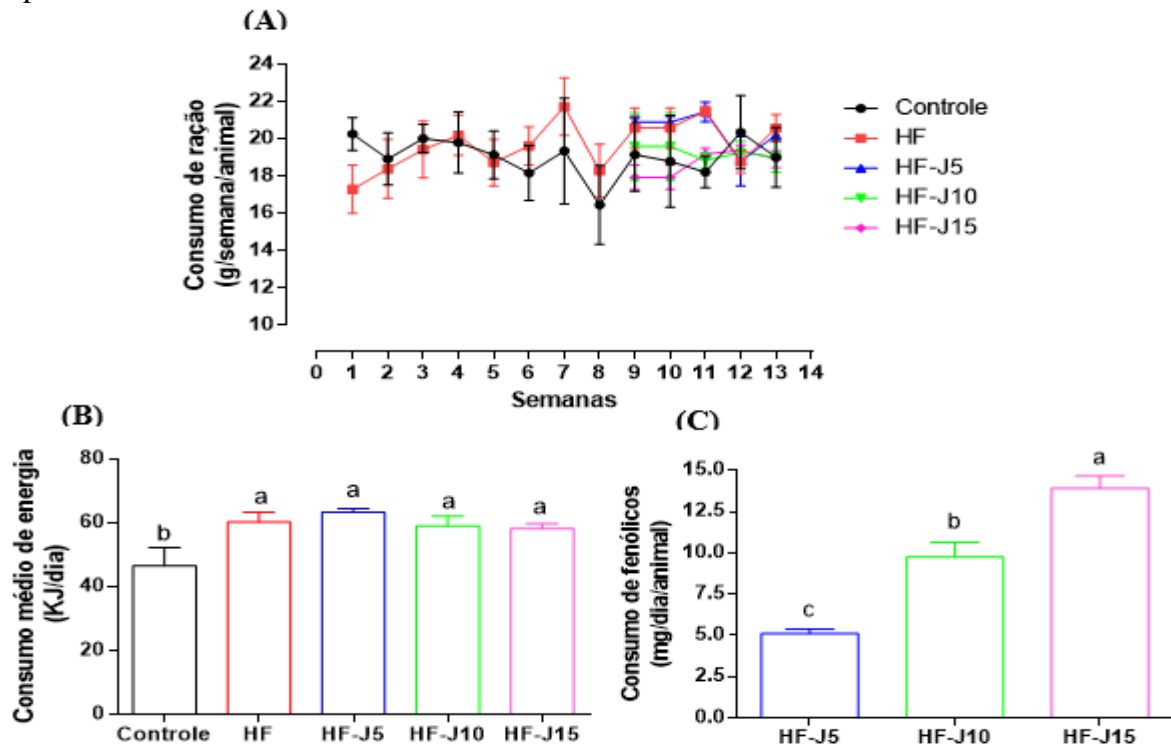 (A)
Consumo de ração
(g/semana/animal)
24
22
20
18
16
14
12
10
0 1 2 3 4 5 6 7 8 9 10 11 12 13 14
Semanas
Controle
HF
HF-J5
HF-J10
HF-J15
(B)
Consumo médio de energia
(KJ/dia)
80
60
40
20
0
b
a
a
a
a
Controle HF HF-J5 HF-J10 HF-J15
(C)
Consumo de fenólicos
(mg/dia/animal)
15.0
12.5
10.0
7.5
5.0
2.5
0.0
c
b
a
HF-J5 HF-J10 HF-J15